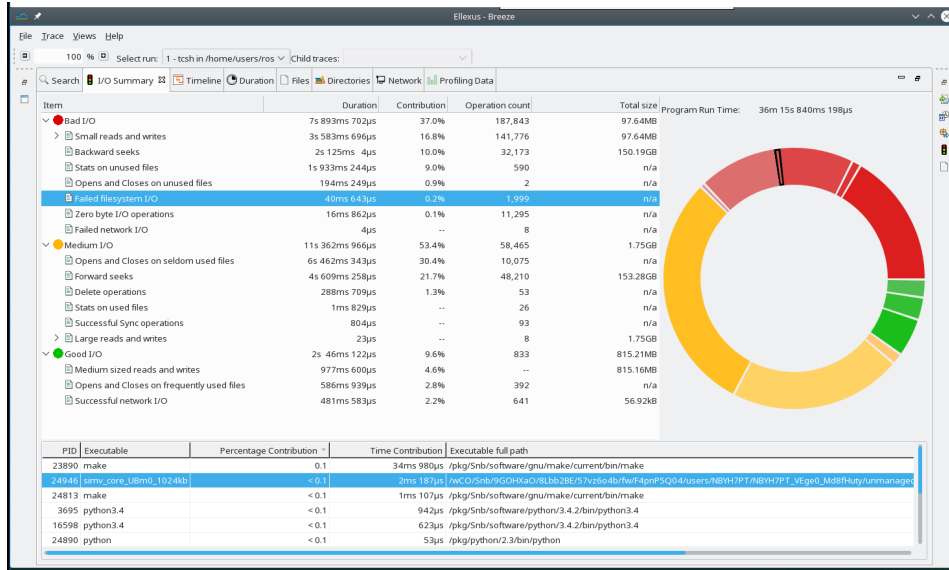 Ellexus - Breeze
File Trace Views Help
100 % Select run: 1 - tcsh in /home/users/ros Child traces:
Search I/O Summary Timeline Duration Files Directories Network Profiling Data
Item Duration Contribution Operation count Total size
Program Run Time: 36m 15s 840ms 198µs
Bad I/O 7s 893ms 702µs 37.0% 187,843 97.64MB
Small reads and writes 3s 583ms 696µs 16.8% 141,776 97.64MB
Backward seeks 2s 125ms 4µs 10.0% 32,173 150.19GB
Stats on unused files 1s 933ms 244µs 9.0% 590 n/a
Opens and Closes on unused files 194ms 249µs 0.9% 2 n/a
Failed filesystem I/O 40ms 643µs 0.2% 1,999 n/a
Zero byte I/O operations 16ms 862µs 0.1% 11,295 n/a
Failed network I/O 4µs -- 8 n/a
Medium I/O 11s 362ms 966µs 53.4% 58,465 1.75GB
Opens and Closes on seldom used files 6s 462ms 343µs 30.4% 10,075 n/a
Forward seeks 4s 609ms 258µs 21.7% 48,210 153.28GB
Delete operations 288ms 709µs 1.3% 53 n/a
Stats on used files 1ms 829µs -- 26 n/a
Successful Sync operations 804µs -- 93 n/a
Large reads and writes 23µs -- 8 1.75GB
Good I/O 2s 46ms 122µs 9.6% 833 815.21MB
Medium sized reads and writes 977ms 600µs 4.6% -- 815.16MB
Opens and Closes on frequently used files 586ms 939µs 2.8% 392 n/a
Successful network I/O 481ms 583µs 2.2% 641 56.92kB
PID Executable Percentage Contribution Time Contribution Executable full path
23890 make 0.1 34ms 980µs /pkg/Snb/software/gnu/make/current/bin/make
24946 simv_core_UBm0_1024kb < 0.1 2ms 187µs /wCO/Snb/9GOHXaO/8Lbb2BE/57vz6o4b/fw/F4pnP5Q04/users/NBYH7PT/NBYH7PT_VEge0_Md8fHuty/unmanaged
24813 make < 0.1 1ms 107µs /pkg/Snb/software/gnu/make/current/bin/make
3695 python3.4 < 0.1 942µs /pkg/Snb/software/python/3.4.2/bin/python3.4
16598 python3.4 < 0.1 623µs /pkg/Snb/software/python/3.4.2/bin/python3.4
24890 python < 0.1 53µs /pkg/python/2.3/bin/python